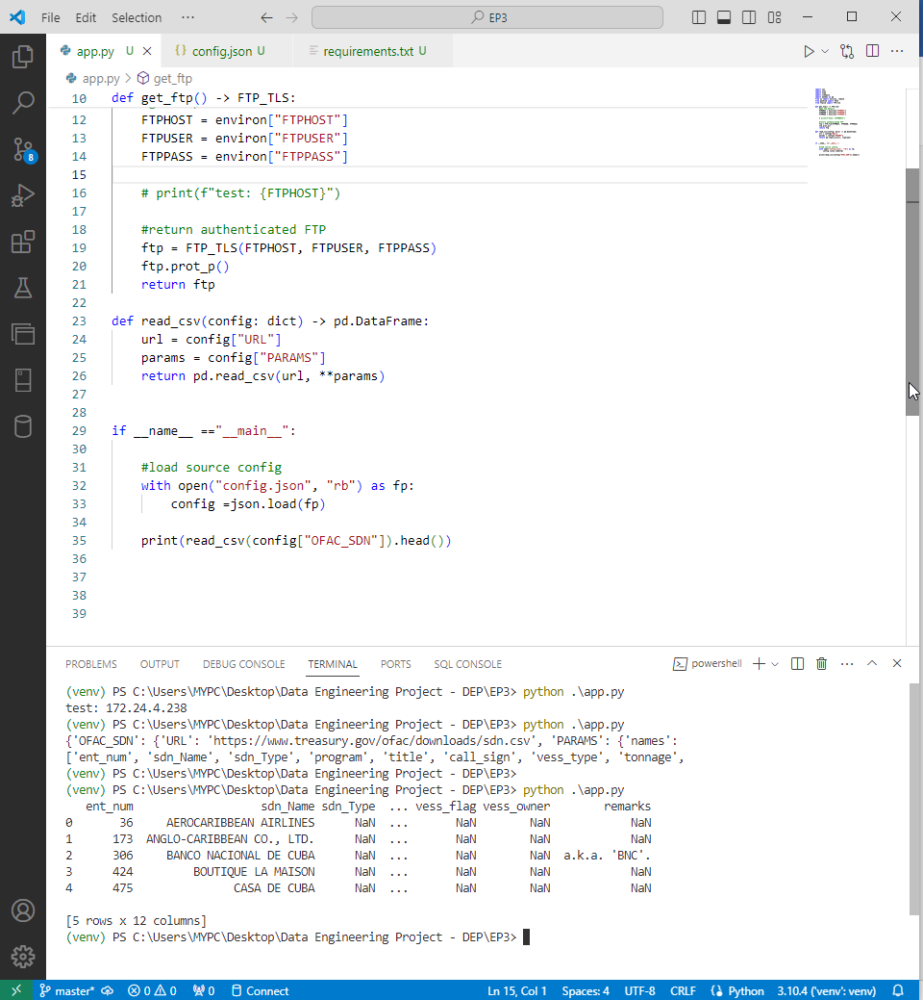 File Edit Selection ··· EP3
app.py U config.json U requirements.txt U
app.py > get_ftp
10 def get_ftp() -> FTP_TLS:
12 FTPHOST = environ["FTPHOST"]
13 FTPUSER = environ["FTPUSER"]
14 FTPPASS = environ["FTPPASS"]
15
16 # print(f"test: {FTPHOST}")
17
18 #return authenticated FTP
19 ftp = FTP_TLS(FTPHOST, FTPUSER, FTPPASS)
20 ftp.prot_p()
21 return ftp
22
23 def read_csv(config: dict) -> pd.DataFrame:
24 url = config["URL"]
25 params = config["PARAMS"]
26 return pd.read_csv(url, **params)
27
28
29 if __name__ =="__main__":
30
31 #load source config
32 with open("config.json", "rb") as fp:
33 config =json.load(fp)
34
35 print(read_csv(config["OFAC_SDN"]).head())
36
37
38
39
8
PROBLEMS OUTPUT DEBUG CONSOLE TERMINAL PORTS SQL CONSOLE powershell
(venv) PS C:\Users\MYPC\Desktop\Data Engineering Project - DEP\EP3> python .\app.py
test: 172.24.4.238
(venv) PS C:\Users\MYPC\Desktop\Data Engineering Project - DEP\EP3> python .\app.py
{'OFAC_SDN': {'URL': 'https://www.treasury.gov/ofac/downloads/sdn.csv', 'PARAMS': {'names':
['ent_num', 'sdn_Name', 'sdn_Type', 'program', 'title', 'call_sign', 'vess_type', 'tonnage',
(venv) PS C:\Users\MYPC\Desktop\Data Engineering Project - DEP\EP3>
(venv) PS C:\Users\MYPC\Desktop\Data Engineering Project - DEP\EP3> python .\app.py
ent_num sdn_Name sdn_Type ... vess_flag vess_owner remarks
0 36 AEROCARIBBEAN AIRLINES NaN ... NaN NaN NaN
1 173 ANGLO-CARIBBEAN CO., LTD. NaN ... NaN NaN NaN
2 306 BANCO NACIONAL DE CUBA NaN ... NaN NaN a.k.a. 'BNC'.
3 424 BOUTIQUE LA MAISON NaN ... NaN NaN NaN
4 475 CASA DE CUBA NaN ... NaN NaN NaN
[5 rows x 12 columns]
(venv) PS C:\Users\MYPC\Desktop\Data Engineering Project - DEP\EP3>
master* 0 0 0 Connect Ln 15, Col 1 Spaces: 4 UTF-8 CRLF Python 3.10.4 ('venv': venv)